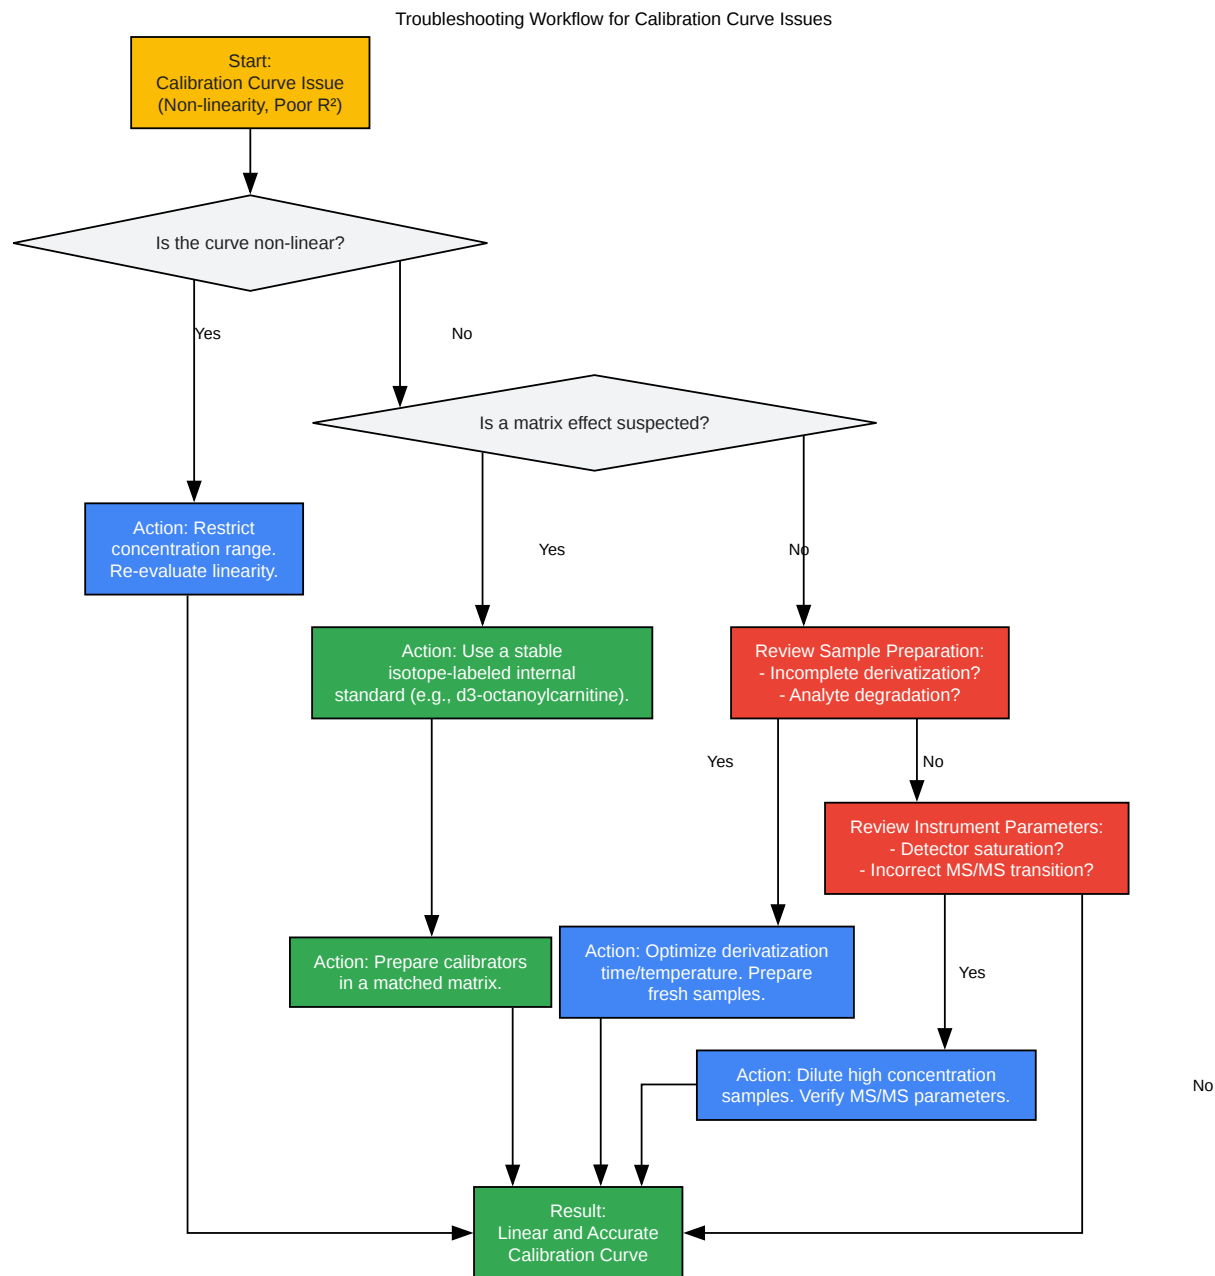 Troubleshooting Workflow for Calibration Curve Issues
Start:
Calibration Curve Issue
(Non-linearity, Poor R²)
Is the curve non-linear?
Yes
No
Is a matrix effect suspected?
Action: Restrict
concentration range.
Re-evaluate linearity.
Yes
No
Action: Use a stable
isotope-labeled internal
standard (e.g., d3-octanoylcarnitine).
Review Sample Preparation:
- Incomplete derivatization?
- Analyte degradation?
Yes
No
Review Instrument Parameters:
- Detector saturation?
- Incorrect MS/MS transition?
Action: Prepare calibrators
in a matched matrix.
Action: Optimize derivatization
time/temperature. Prepare
fresh samples.
Yes
Action: Dilute high concentration
samples. Verify MS/MS parameters.
No
Result:
Linear and Accurate
Calibration Curve